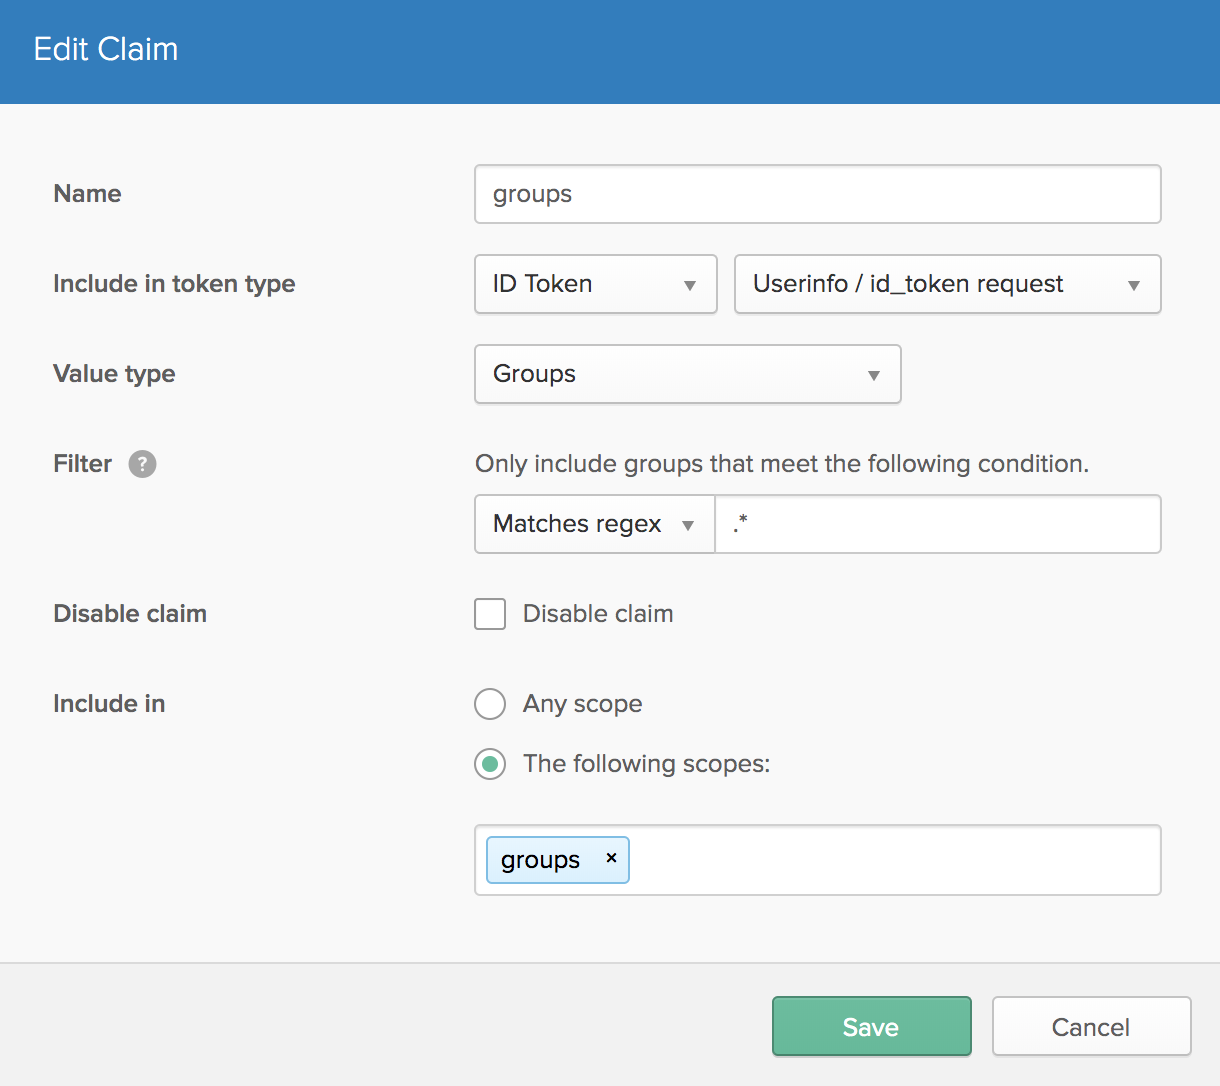 Edit Claim
Name groups
Include in token type ID Token Userinfo / id_token request
Value type Groups
Filter ? Only include groups that meet the following condition.
Matches regex .*
Disable claim Disable claim
Include in Any scope
The following scopes:
groups ×
Save Cancel